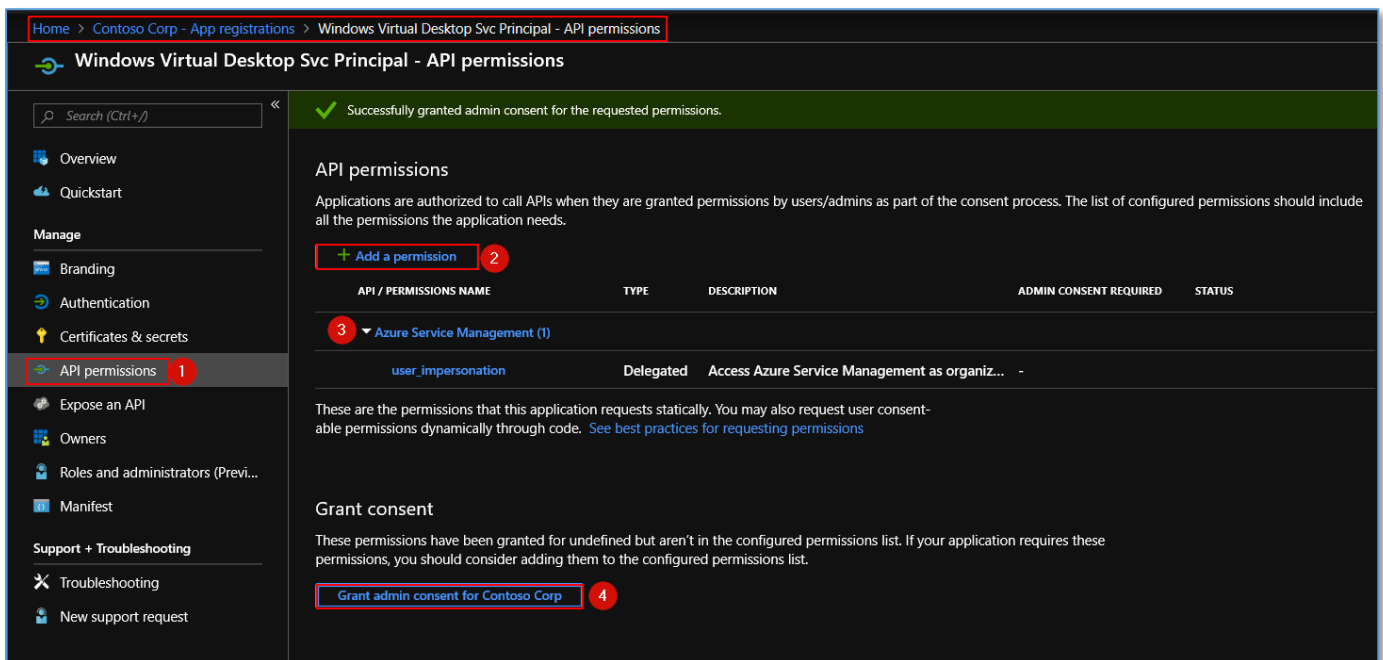 Home > Contoso Corp - App registrations > Windows Virtual Desktop Svc Principal - API permissions
Windows Virtual Desktop Svc Principal - API permissions
Search (Ctrl+/)
«
Overview
Quickstart
Manage
Branding
Authentication
Certificates & secrets
API permissions 1
Expose an API
Owners
Roles and administrators (Previ...
Manifest
Support + Troubleshooting
Troubleshooting
New support request
Successfully granted admin consent for the requested permissions.
API permissions
Applications are authorized to call APIs when they are granted permissions by users/admins as part of the consent process. The list of configured permissions should include
all the permissions the application needs.
+ Add a permission 2
API / PERMISSIONS NAME TYPE DESCRIPTION ADMIN CONSENT REQUIRED STATUS
3 Azure Service Management (1)
user_impersonation Delegated Access Azure Service Management as organiz... -
These are the permissions that this application requests statically. You may also request user consent-
able permissions dynamically through code. See best practices for requesting permissions
Grant consent
These permissions have been granted for undefined but aren't in the configured permissions list. If your application requires these
permissions, you should consider adding them to the configured permissions list.
Grant admin consent for Contoso Corp 4